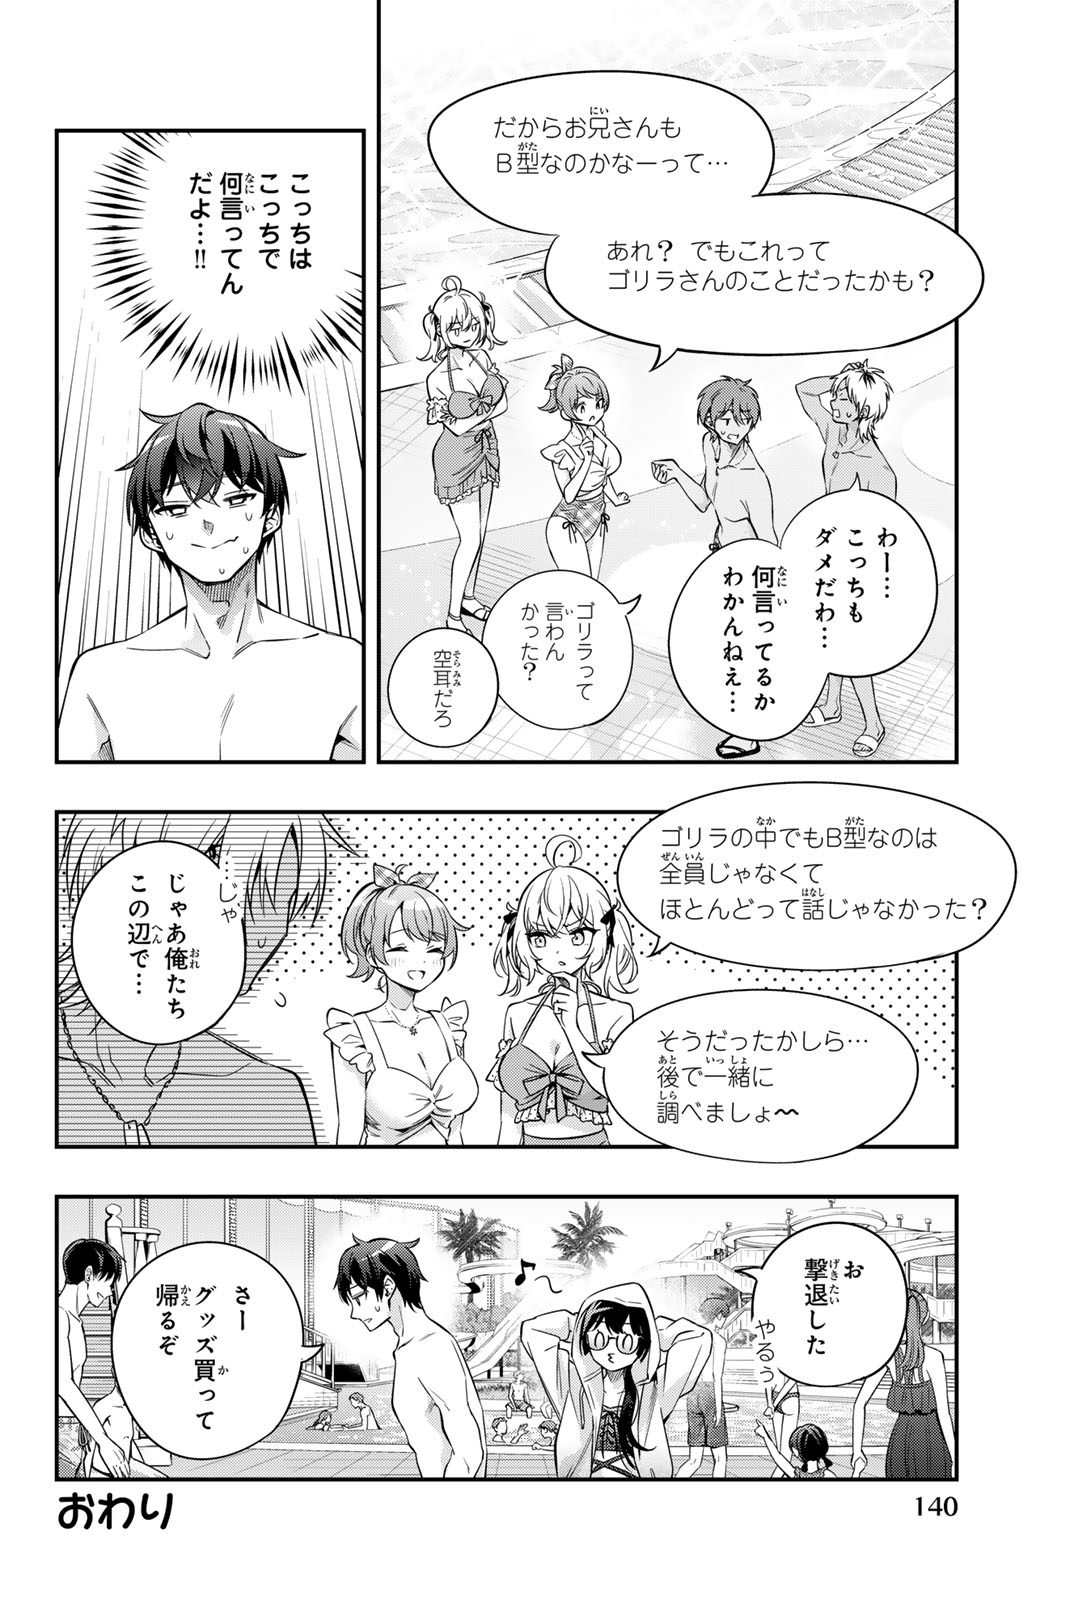 だからお兄さんも
B型なのかなーって…
あれ？ でもこれって
ゴリラさんのことだったかも？
わー…
こっちも
ダメだわ…
何言ってるか
わかんねえ…
ゴリラって
言わん
かった？
空耳だろ
こっちは
こっちで
何言ってん
だよ…!!
ゴリラの中でもB型なのは
全員じゃなくて
ほとんどって話じゃなかった？
そうだったかしら…
後で一緒に
調べましょ〜
じゃ
じゃあ俺たち
この辺で…
お
撃退した
やるぅ
さー
グッズ買って
帰るぞ
おわり
140